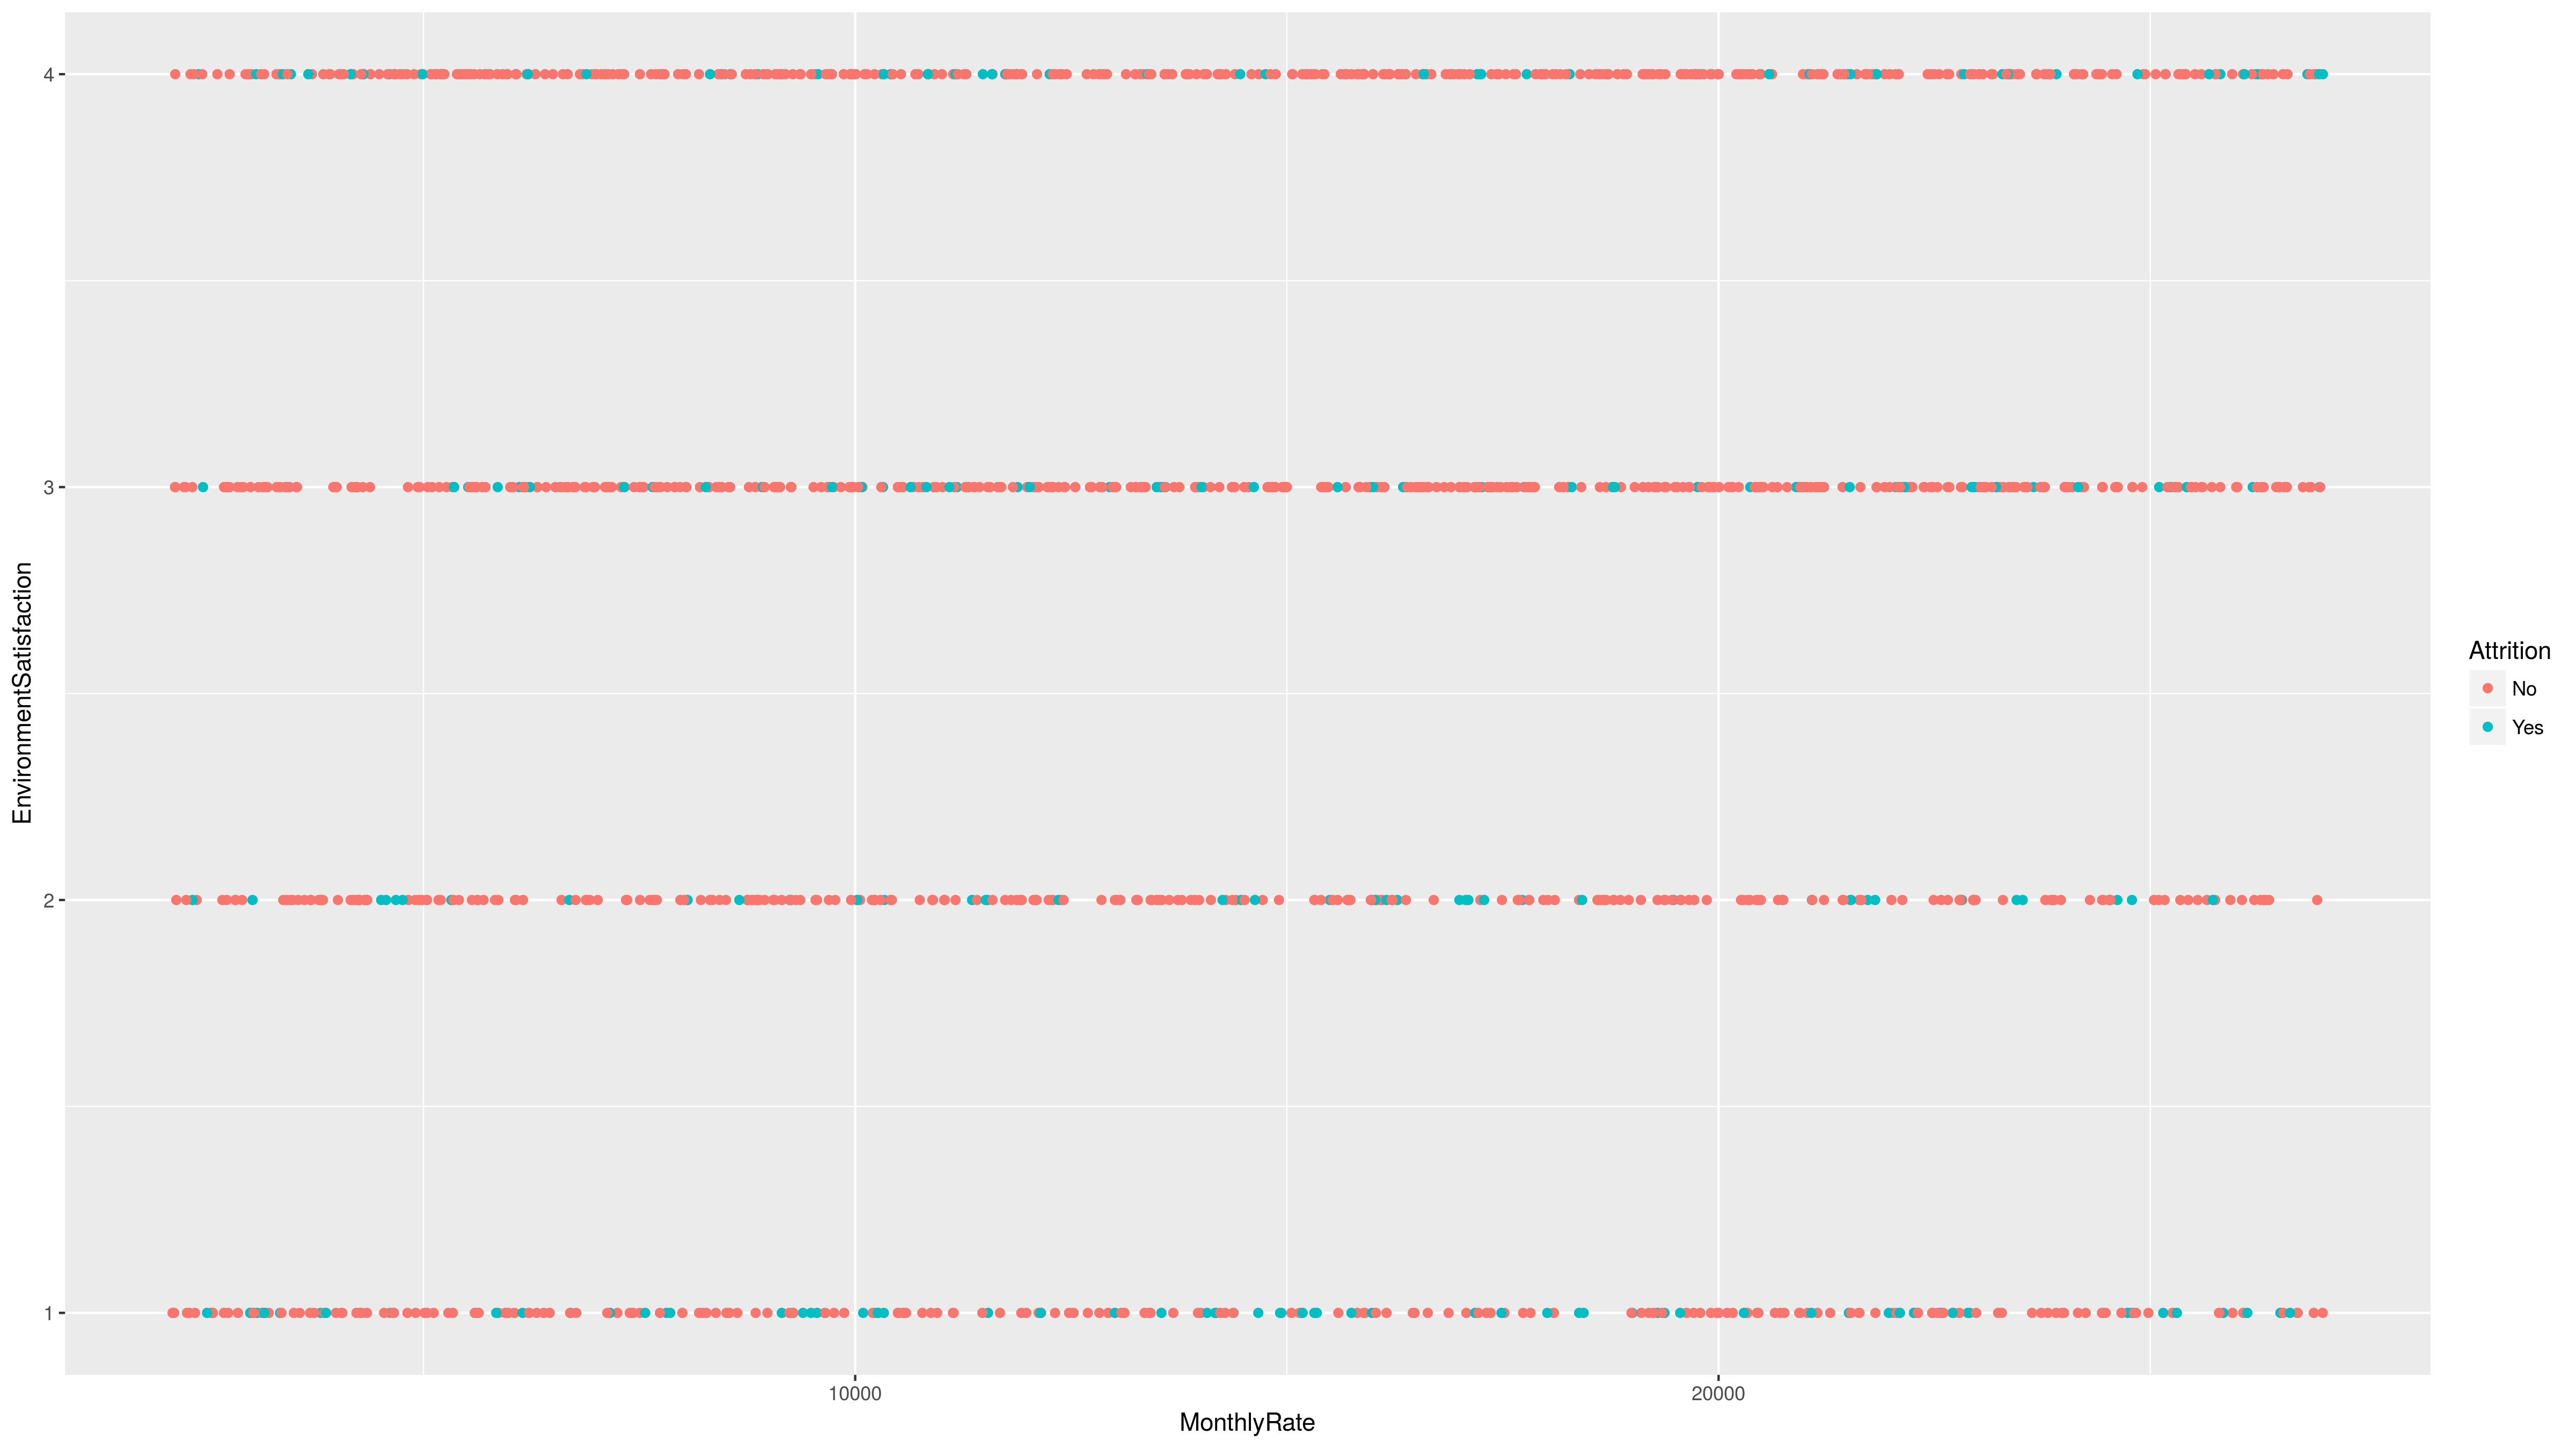 4
3
2
1
EnvironmentSatisfaction
10000
20000
MonthlyRate
Attrition
No
Yes